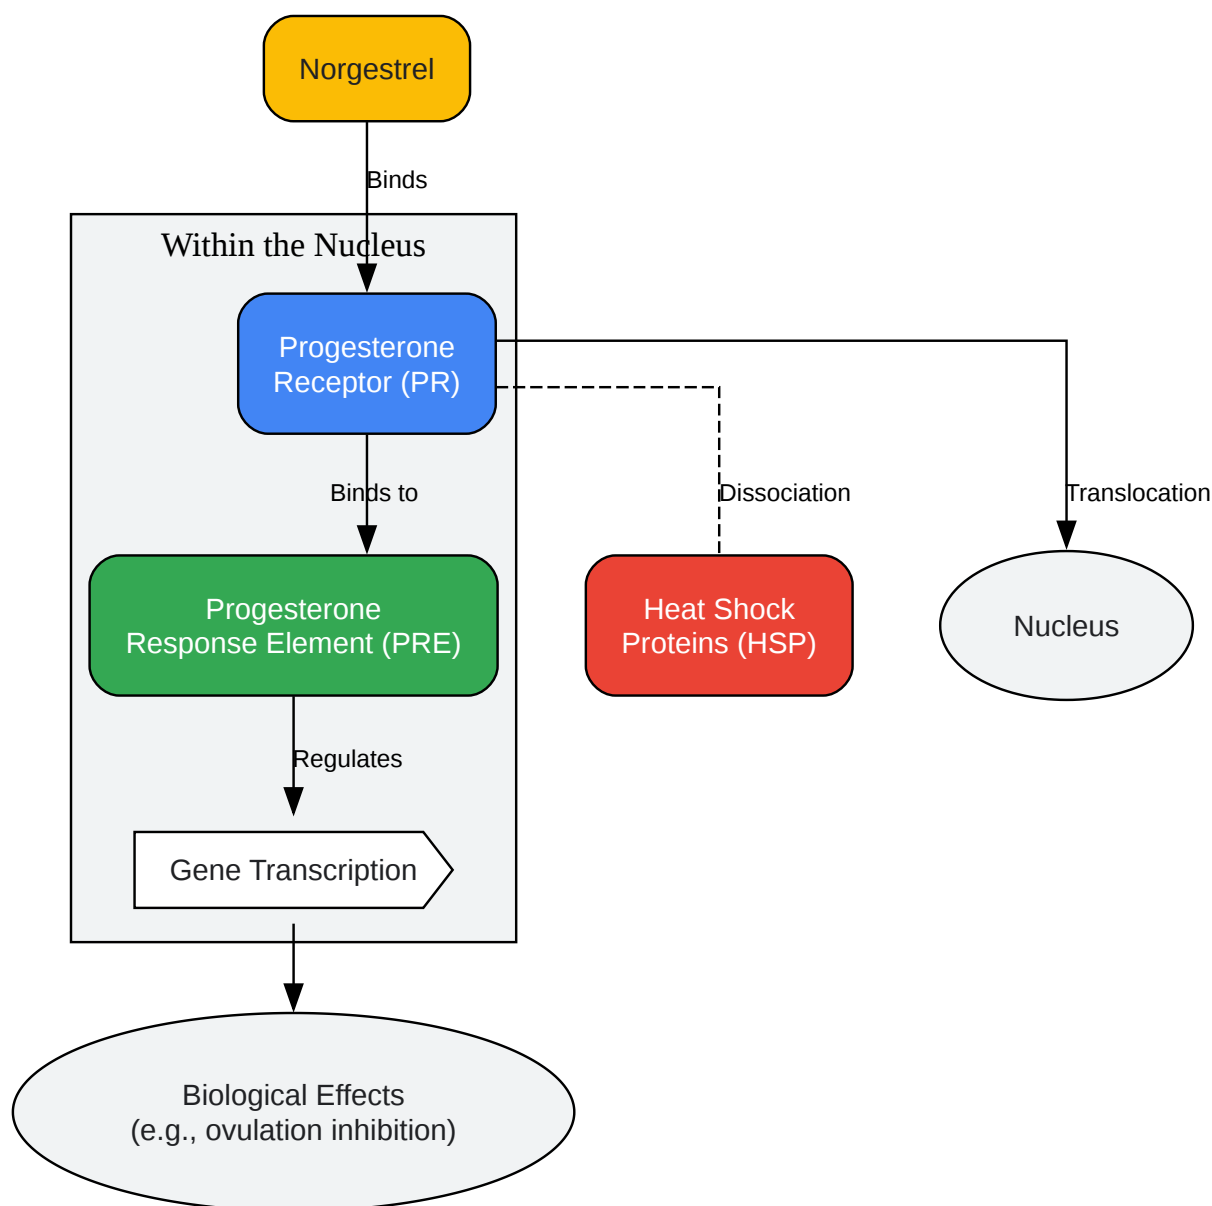 Norgestrel
Binds
Within the Nucleus
Progesterone
Receptor (PR)
Binds to
Dissociation
Translocation
Progesterone
Response Element (PRE)
Heat Shock
Proteins (HSP)
Nucleus
Regulates
Gene Transcription
Biological Effects
(e.g., ovulation inhibition)